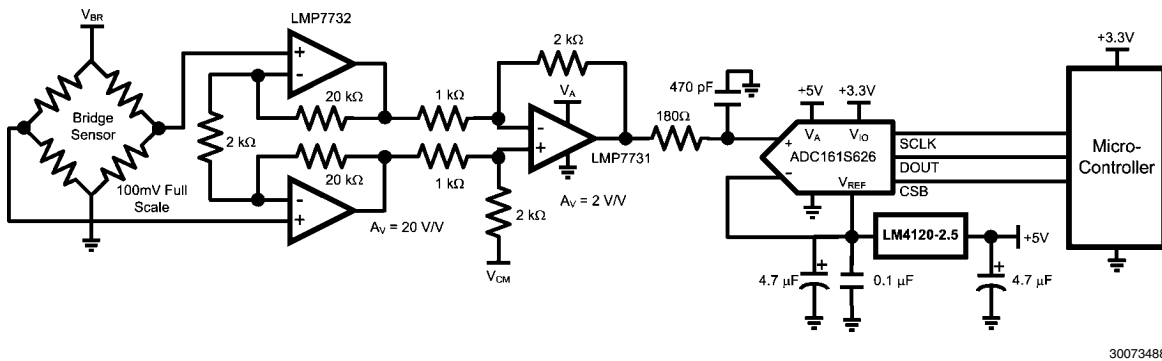 V_BR
LMP7732
Bridge
Sensor
100mV Full
Scale
2 kΩ
20 kΩ
20 kΩ
A_V = 20 V/V
1 kΩ
1 kΩ
2 kΩ
V_A
LMP7731
A_V = 2 V/V
2 kΩ
V_CM
180Ω
470 pF
+5V
+3.3V
V_A
V_IO
ADC161S626
V_REF
SCLK
DOUT
CSB
LM4120-2.5
+5V
4.7 µF
0.1 µF
4.7 µF
+3.3V
Micro-
Controller
+
-
-
+
-
+
+
-
+
+
30073488